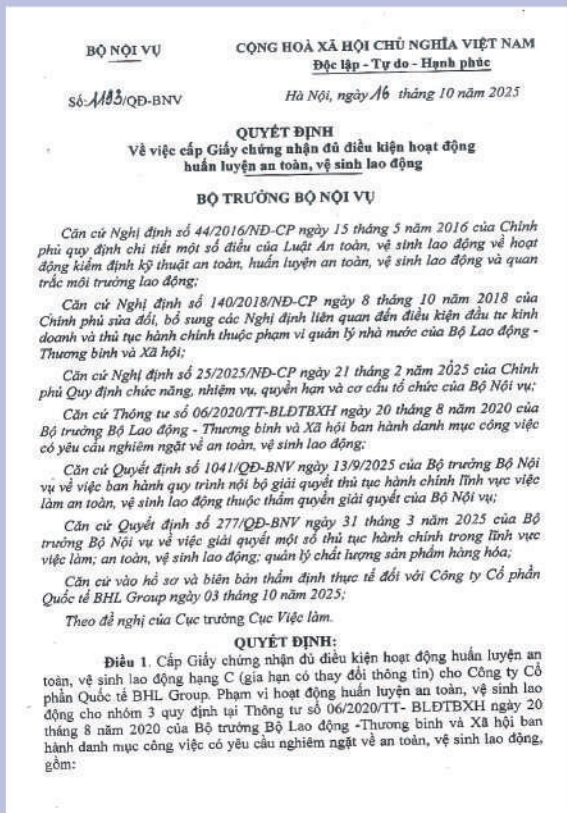 BỘ NỘI VỤ
CỘNG HOÀ XÃ HỘI CHỦ NGHĨA VIỆT NAM
Độc lập - Tự do - Hạnh phúc
Số: 1193/QĐ-BNV
Hà Nội, ngày 16 tháng 10 năm 2025
QUYẾT ĐỊNH
Về việc cấp Giấy chứng nhận đủ điều kiện hoạt động
huấn luyện an toàn, vệ sinh lao động
BỘ TRƯỞNG BỘ NỘI VỤ
Căn cứ Nghị định số 44/2016/NĐ-CP ngày 15 tháng 5 năm 2016 của Chính
phủ quy định chi tiết một số điều của Luật An toàn, vệ sinh lao động về hoạt
động kiểm định kỹ thuật an toàn, huấn luyện an toàn, vệ sinh lao động và quan
trắc môi trường lao động;
Căn cứ Nghị định số 140/2018/NĐ-CP ngày 8 tháng 10 năm 2018 của
Chính phủ sửa đổi, bổ sung các Nghị định liên quan đến điều kiện đầu tư kinh
doanh và thủ tục hành chính thuộc phạm vi quản lý nhà nước của Bộ Lao động -
Thương binh và Xã hội;
Căn cứ Nghị định số 25/2025/NĐ-CP ngày 21 tháng 2 năm 2025 của Chính
phủ Quy định chức năng, nhiệm vụ, quyền hạn và cơ cấu tổ chức của Bộ Nội vụ;
Căn cứ Thông tư số 06/2020/TT-BLĐTBXH ngày 20 tháng 8 năm 2020 của
Bộ trưởng Bộ Lao động - Thương binh và Xã hội ban hành danh mục công việc
có yêu cầu nghiêm ngặt về an toàn, vệ sinh lao động;
Căn cứ Quyết định số 1041/QĐ-BNV ngày 13/9/2025 của Bộ trưởng Bộ Nội
vụ về việc ban hành quy trình nội bộ giải quyết thủ tục hành chính lĩnh vực việc
làm an toàn, vệ sinh lao động thuộc thẩm quyền giải quyết của Bộ Nội vụ;
Căn cứ Quyết định số 277/QĐ-BNV ngày 31 tháng 3 năm 2025 của Bộ
trưởng Bộ Nội vụ về việc giải quyết một số thủ tục hành chính trong lĩnh vực
việc làm; an toàn, vệ sinh lao động; quản lý chất lượng sản phẩm hàng hóa;
Căn cứ vào hồ sơ và biên bản thẩm định thực tế đối với Công ty Cổ phần
Quốc tế BHL Group ngày 03 tháng 10 năm 2025;
Theo đề nghị của Cục trưởng Cục Việc làm.
QUYẾT ĐỊNH:
Điều 1. Cấp Giấy chứng nhận đủ điều kiện hoạt động huấn luyện an
toàn, vệ sinh lao động hạng C (gia hạn có thay đổi thông tin) cho Công ty Cổ
phần Quốc tế BHL Group. Phạm vi hoạt động huấn luyện an toàn, vệ sinh lao
động cho nhóm 3 quy định tại Thông tư số 06/2020/TT- BLĐTBXH ngày 20
tháng 8 năm 2020 của Bộ trưởng Bộ Lao động -Thương binh và Xã hội ban
hành danh mục công việc có yêu cầu nghiêm ngặt về an toàn, vệ sinh lao động,
gồm: